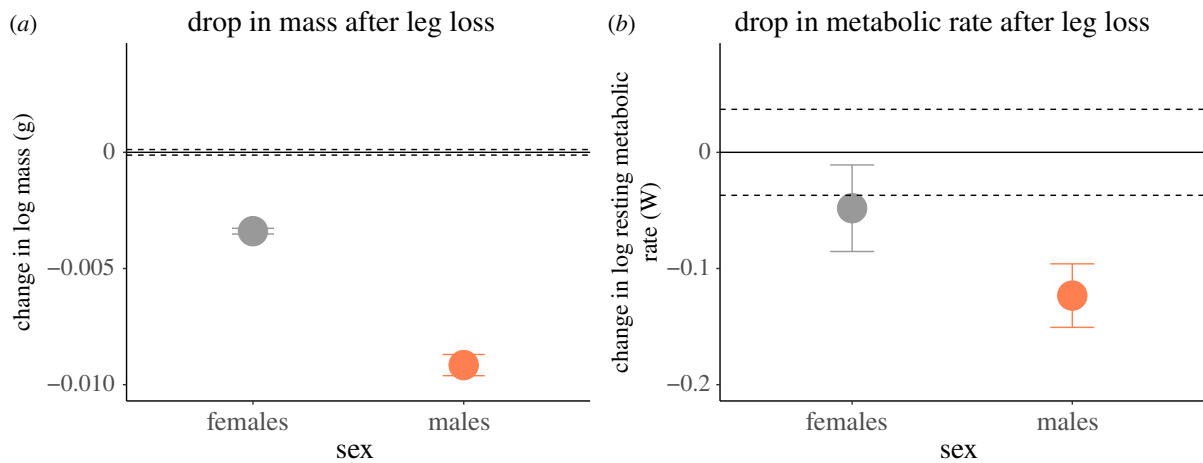 (a) drop in mass after leg loss
change in log mass (g)
0
−0.005
−0.010
females males
sex
(b) drop in metabolic rate after leg loss
change in log resting metabolic
rate (W)
0
−0.1
−0.2
females males
sex